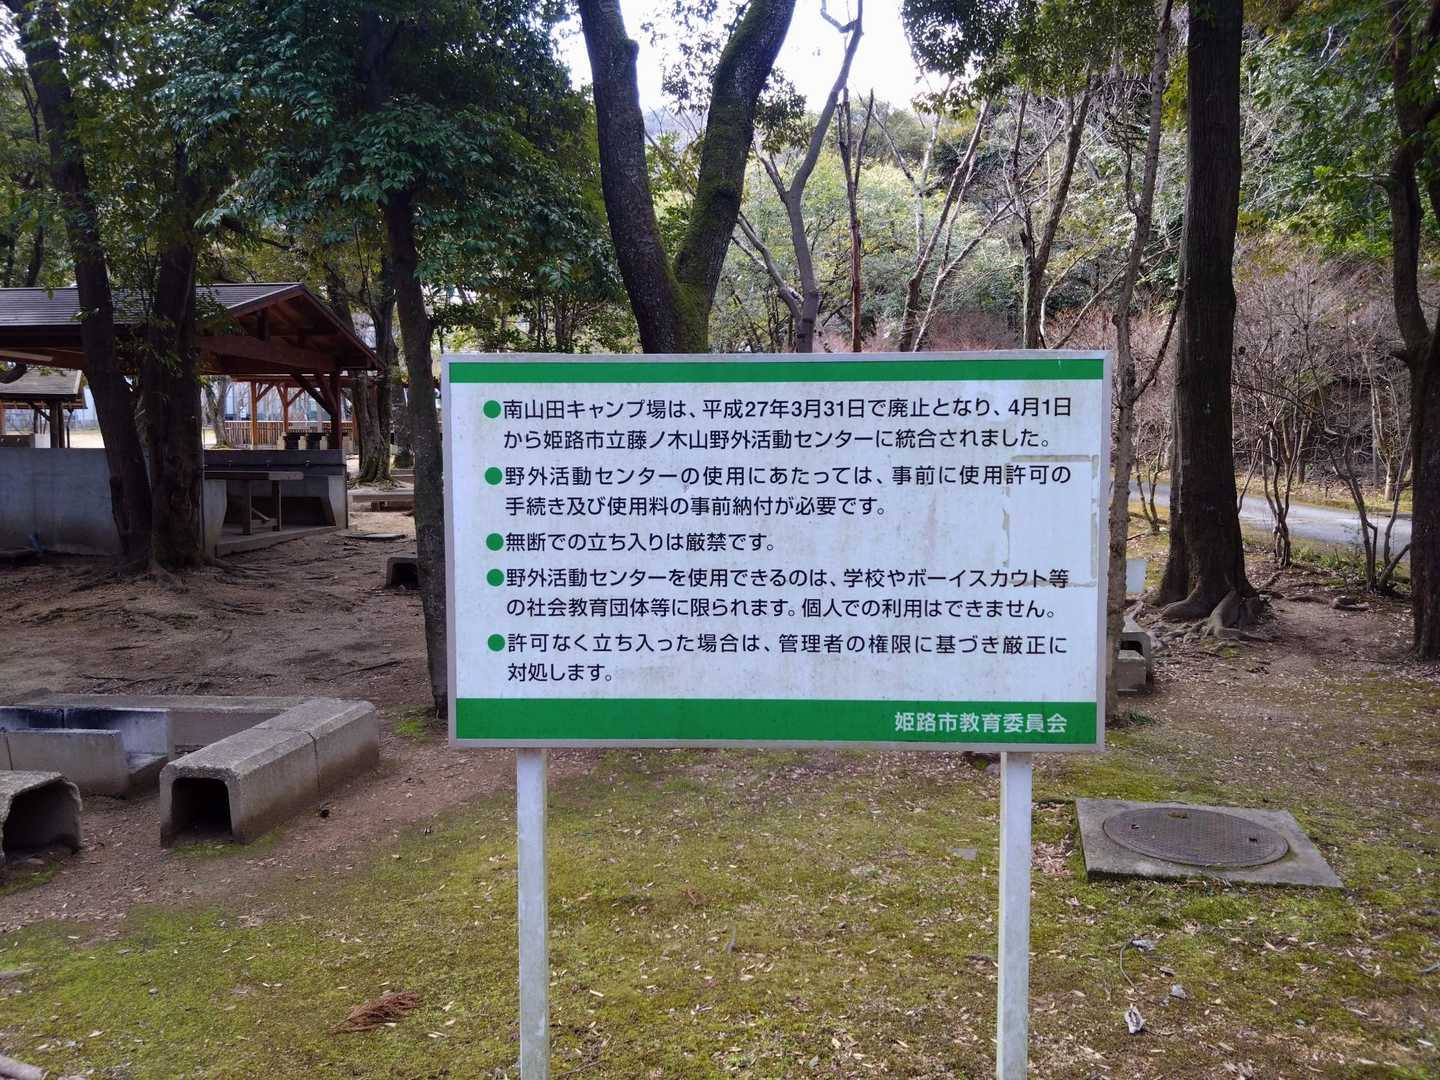 ●南山田キャンプ場は、平成27年3月31日で廃止となり、4月1日
から姫路市立藤ノ木山野外活動センターに統合されました。
●野外活動センターの使用にあたっては、事前に使用許可の
手続き及び使用料の事前納付が必要です。
●無断での立ち入りは厳禁です。
●野外活動センターを使用できるのは、学校やボーイスカウト等
の社会教育団体等に限られます。個人での利用はできません。
●許可なく立ち入った場合は、管理者の権限に基づき厳正に
対処します。
姫路市教育委員会